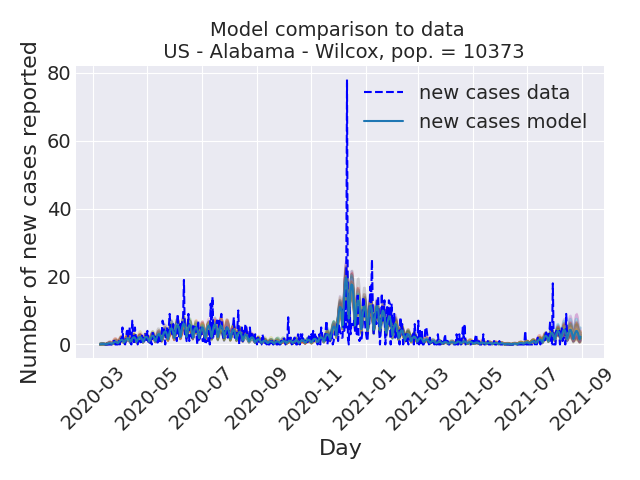 Model comparison to data
US - Alabama - Wilcox, pop. = 10373
Number of new cases reported
80
60
40
20
0
new cases data
new cases model
2020-03
2020-05
2020-07
2020-09
2020-11
2021-01
2021-03
2021-05
2021-07
2021-09
Day